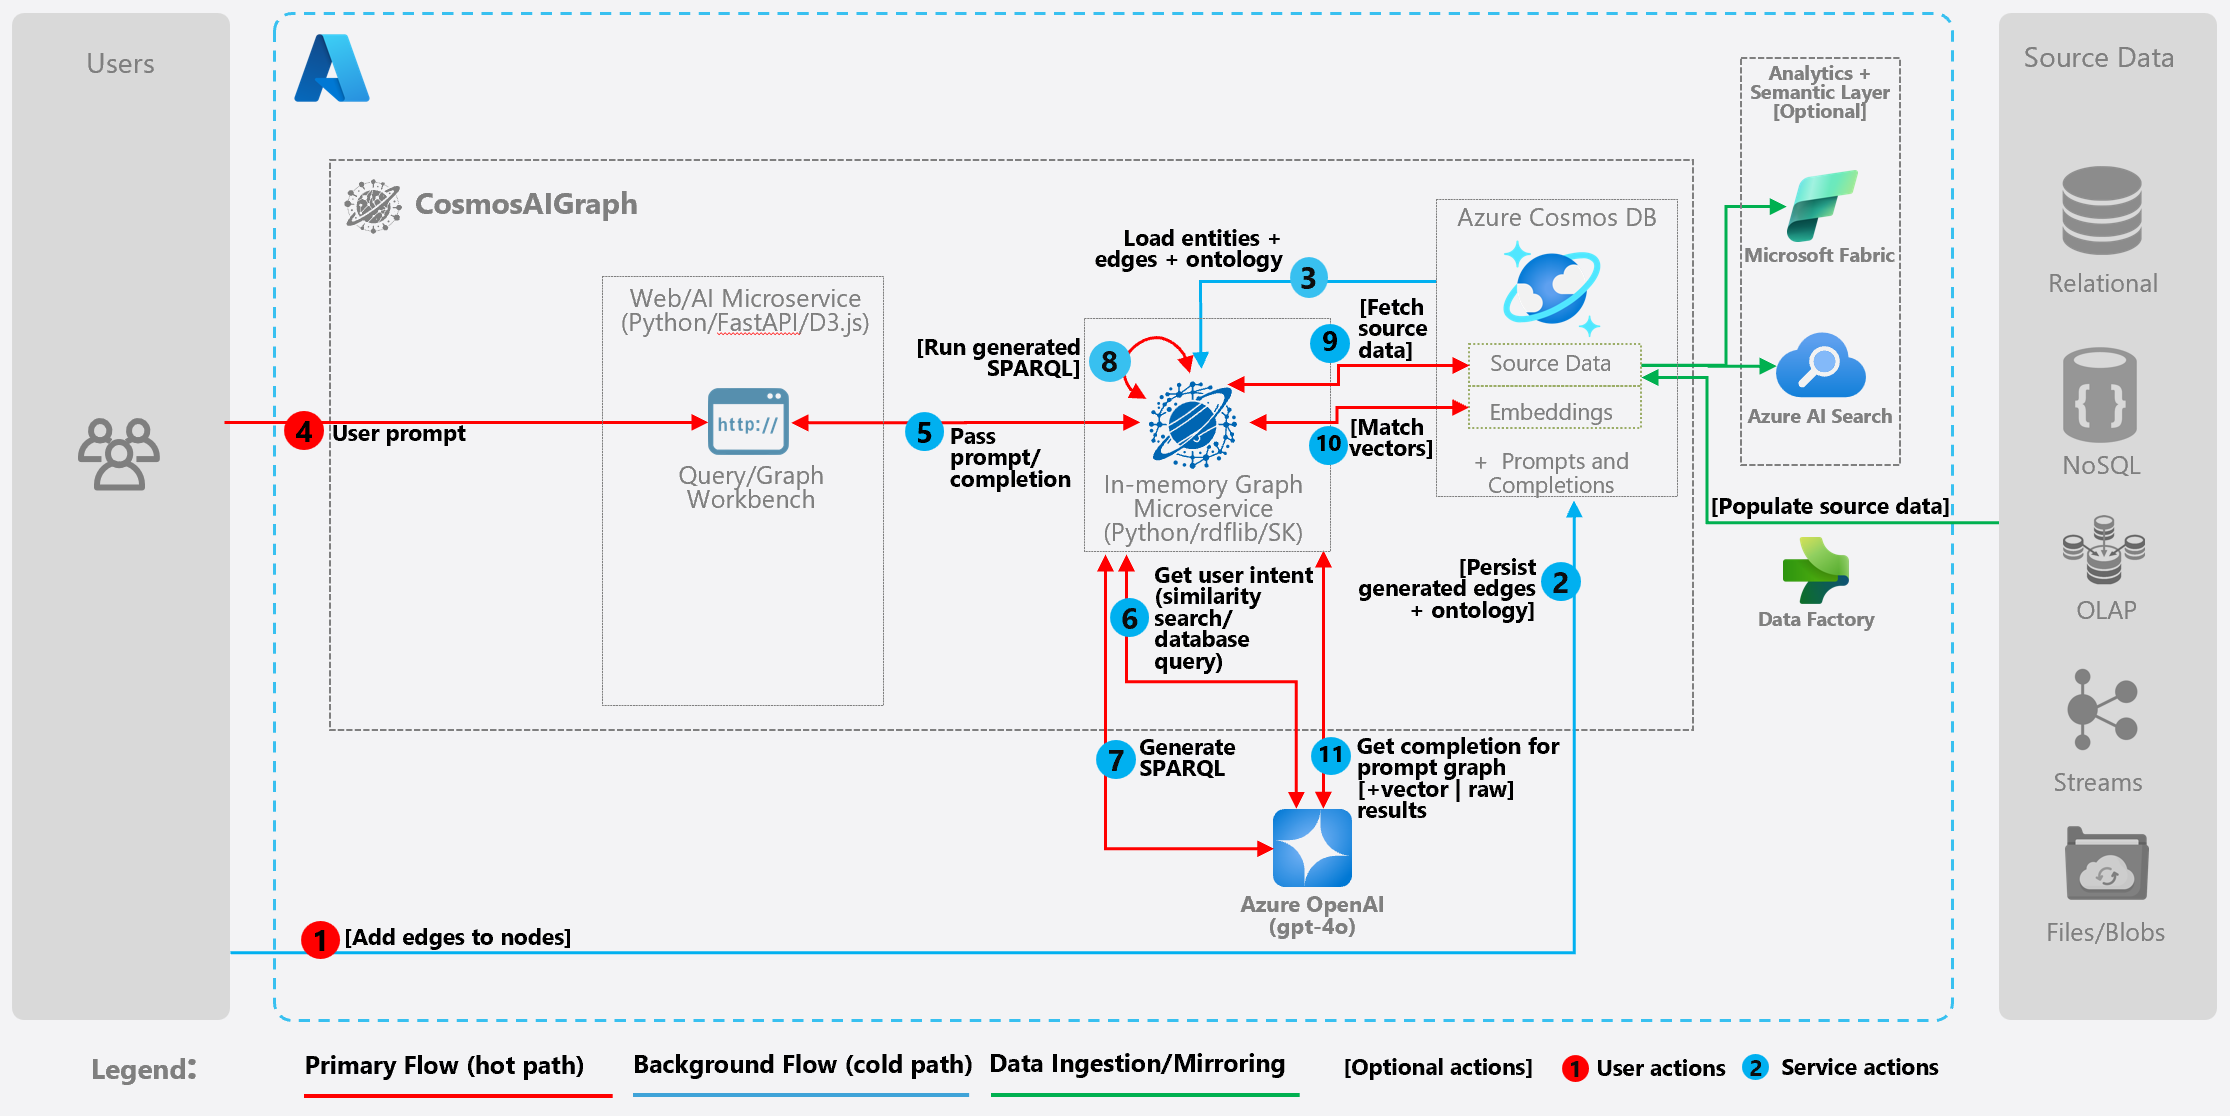 Users
Source Data
Analytics +
Semantic Layer
[Optional]
CosmosAIGraph
Azure Cosmos DB
Load entities +
edges + ontology
3
Microsoft Fabric
Relational
Web/AI Microservice
(Python/FastAPI/D3.js)
[Fetch
source
data]
9
[Run generated
SPARQL]
8
Source Data
Embeddings
Azure AI Search
http://
4
User prompt
5
Pass
prompt/
completion
10
[Match
vectors]
+ Prompts and
Completions
NoSQL
Query/Graph
Workbench
In-memory Graph
Microservice
(Python/rdflib/SK)
[Populate source data]
Get user intent
(similarity
search/
database
query)
6
[Persist
generated edges
+ ontology]
2
Data Factory
OLAP
7
Generate
SPARQL
11
Get completion for
prompt graph
[+vector | raw]
results
Streams
Azure OpenAI
(gpt-4o)
1
[Add edges to nodes]
Files/Blobs
Legend:
Primary Flow (hot path)
Background Flow (cold path)
Data Ingestion/Mirroring
[Optional actions]
1 User actions
2 Service actions